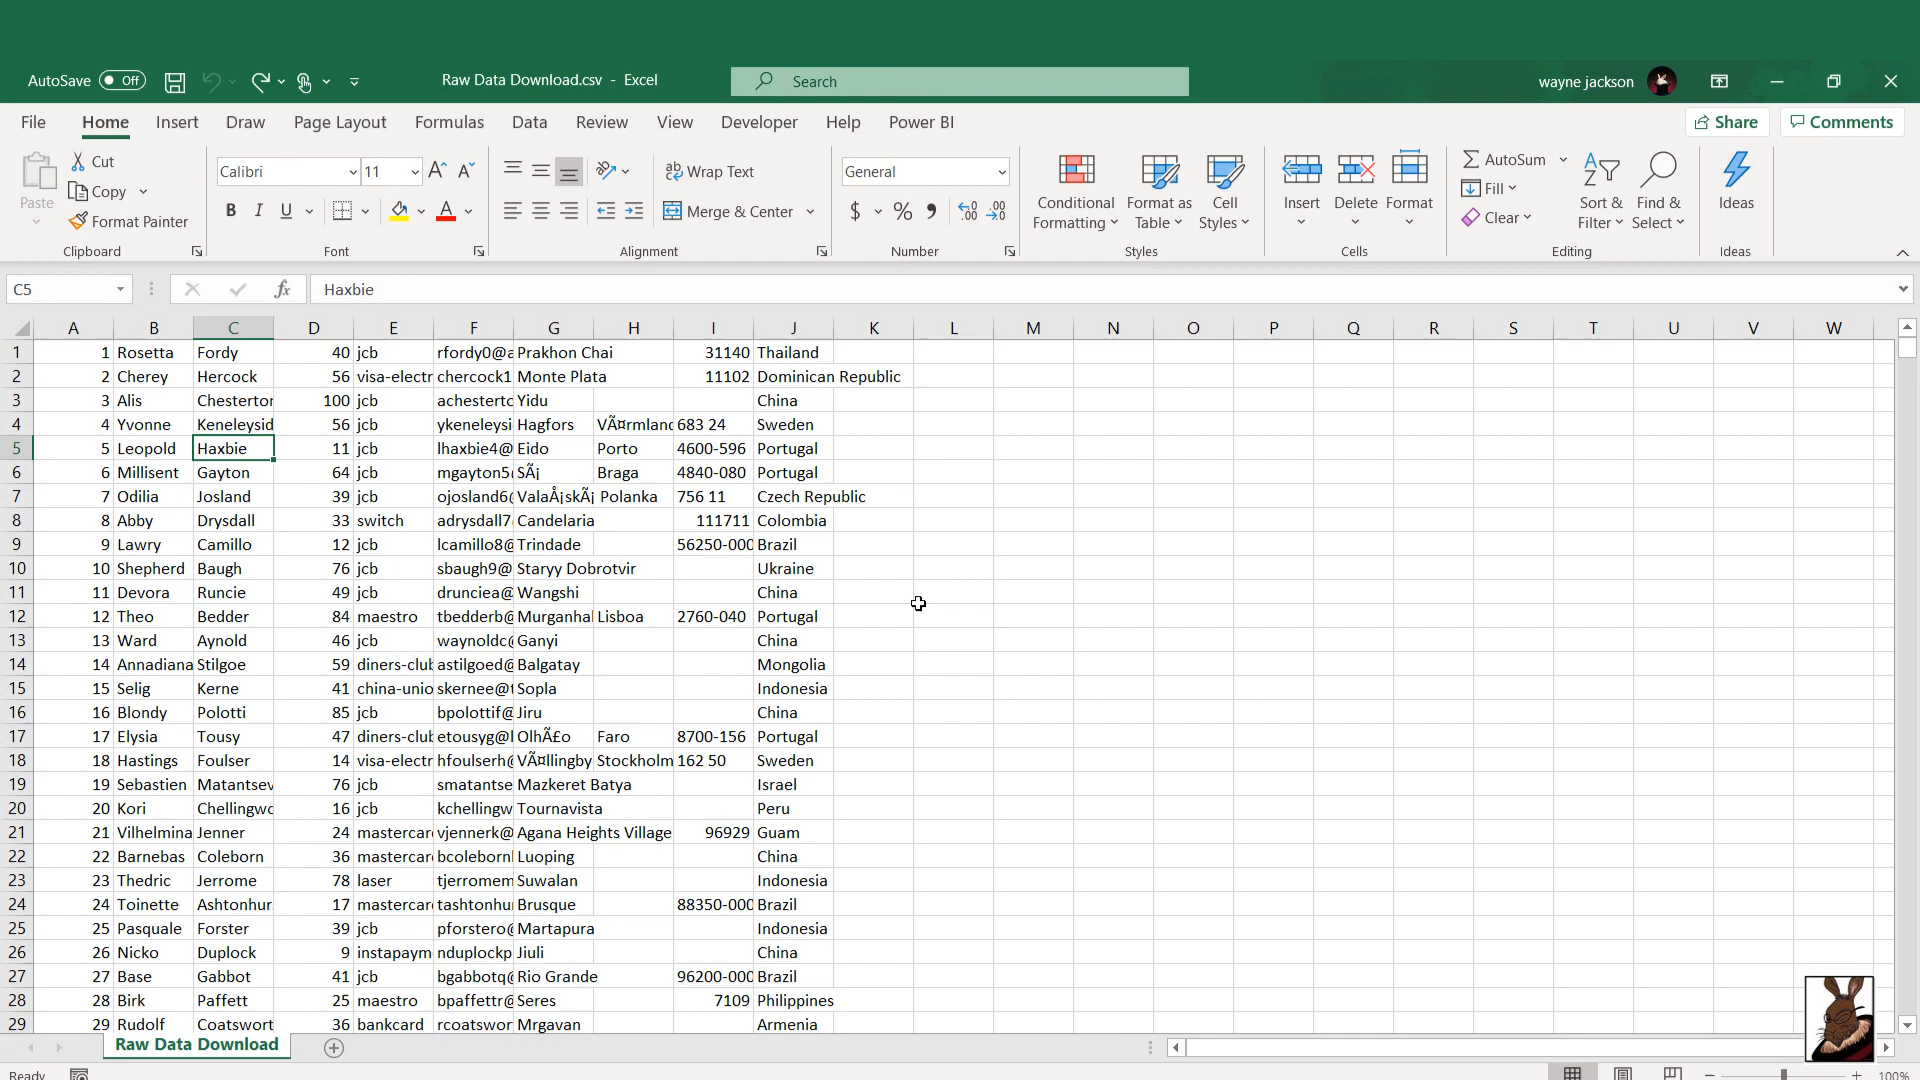 AutoSave Off Raw Data Download.csv - Excel Search wayne jackson
File Home Insert Draw Page Layout Formulas Data Review View Developer Help Power BI Share Comments
Paste Cut Copy Format Painter Clipboard
Calibri 11 B I U A Font
Wrap Text Merge & Center Alignment
General $ % Number
Conditional Formatting Format as Table Cell Styles Styles
Insert Delete Format Cells
AutoSum Fill Clear Sort & Filter Find & Select Editing
Ideas Ideas
C5 fx Haxbie
A B C D E F G H I J K L M N O P Q R S T U V W
1 1 Rosetta Fordy 40 jcb rfordy0@a Prakhon Chai 31140 Thailand
2 2 Cherey Hercock 56 visa-electr chercock1 Monte Plata 11102 Dominican Republic
3 3 Alis Chestertor 100 jcb achestertc Yidu China
4 4 Yvonne Keneleysid 56 jcb ykeneleysi Hagfors VÃ¤rmland 683 24 Sweden
5 5 Leopold Haxbie 11 jcb lhaxbie4@ Eido Porto 4600-596 Portugal
6 6 Millisent Gayton 64 jcb mgayton5 SÃ¡ Braga 4840-080 Portugal
7 7 Odilia Josland 39 jcb ojosland6 ValaÅ¡skÃ¡ Polanka 756 11 Czech Republic
8 8 Abby Drysdall 33 switch adrysdall7 Candelaria 111711 Colombia
9 9 Lawry Camillo 12 jcb lcamillo8@ Trindade 56250-000 Brazil
10 10 Shepherd Baugh 76 jcb sbaugh9@ Staryy Dobrotvir Ukraine
11 11 Devora Runcie 49 jcb drunciea@ Wangshi China
12 12 Theo Bedder 84 maestro tbedderb@ Murganhal Lisboa 2760-040 Portugal
13 13 Ward Aynold 46 jcb waynoldc Ganyi China
14 14 Annadiana Stilgoe 59 diners-club astilgoed@ Balgatay Mongolia
15 15 Selig Kerne 41 china-unio skernee@t Sopla Indonesia
16 16 Blondy Polotti 85 jcb bpolottif@ Jiru China
17 17 Elysia Tousy 47 diners-club etousyg@l OlhÃ£o Faro 8700-156 Portugal
18 18 Hastings Foulser 14 visa-electr hfoulserh@ VÃ¤llingby Stockholm 162 50 Sweden
19 19 Sebastien Matantsev 76 jcb smatantse Mazkeret Batya Israel
20 20 Kori Chellingwo 16 jcb kchellingw Tournavista Peru
21 21 Vilhelmina Jenner 24 mastercar vjennerk@ Agana Heights Village 96929 Guam
22 22 Barnebas Coleborn 36 mastercar bcolebornl Luoping China
23 23 Thedric Jerrome 78 laser tjerromem Suwalan Indonesia
24 24 Toinette Ashtonhur 17 mastercar tashtonhu Brusque 88350-000 Brazil
25 25 Pasquale Forster 39 jcb pforstero@ Martapura Indonesia
26 26 Nicko Duplock 9 instapaym nduplockp Jiuli China
27 27 Base Gabbot 41 jcb bgabbotq Rio Grande 96200-000 Brazil
28 28 Birk Paffett 25 maestro bpaffettr@ Seres 7109 Philippines
29 29 Rudolf Coatswort 36 bankcard rcoatswor Mrgavan Armenia
Raw Data Download
Ready 100%